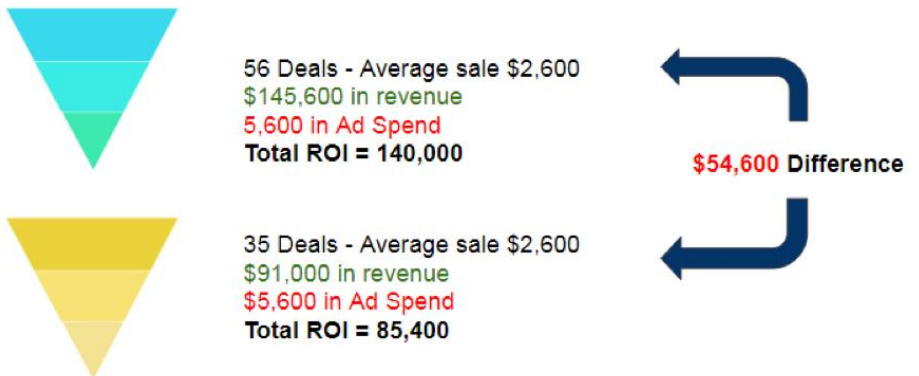 56 Deals - Average sale $2,600
$145,600 in revenue
5,600 in Ad Spend
Total ROI = 140,000
$54,600 Difference
35 Deals - Average sale $2,600
$91,000 in revenue
$5,600 in Ad Spend
Total ROI = 85,400